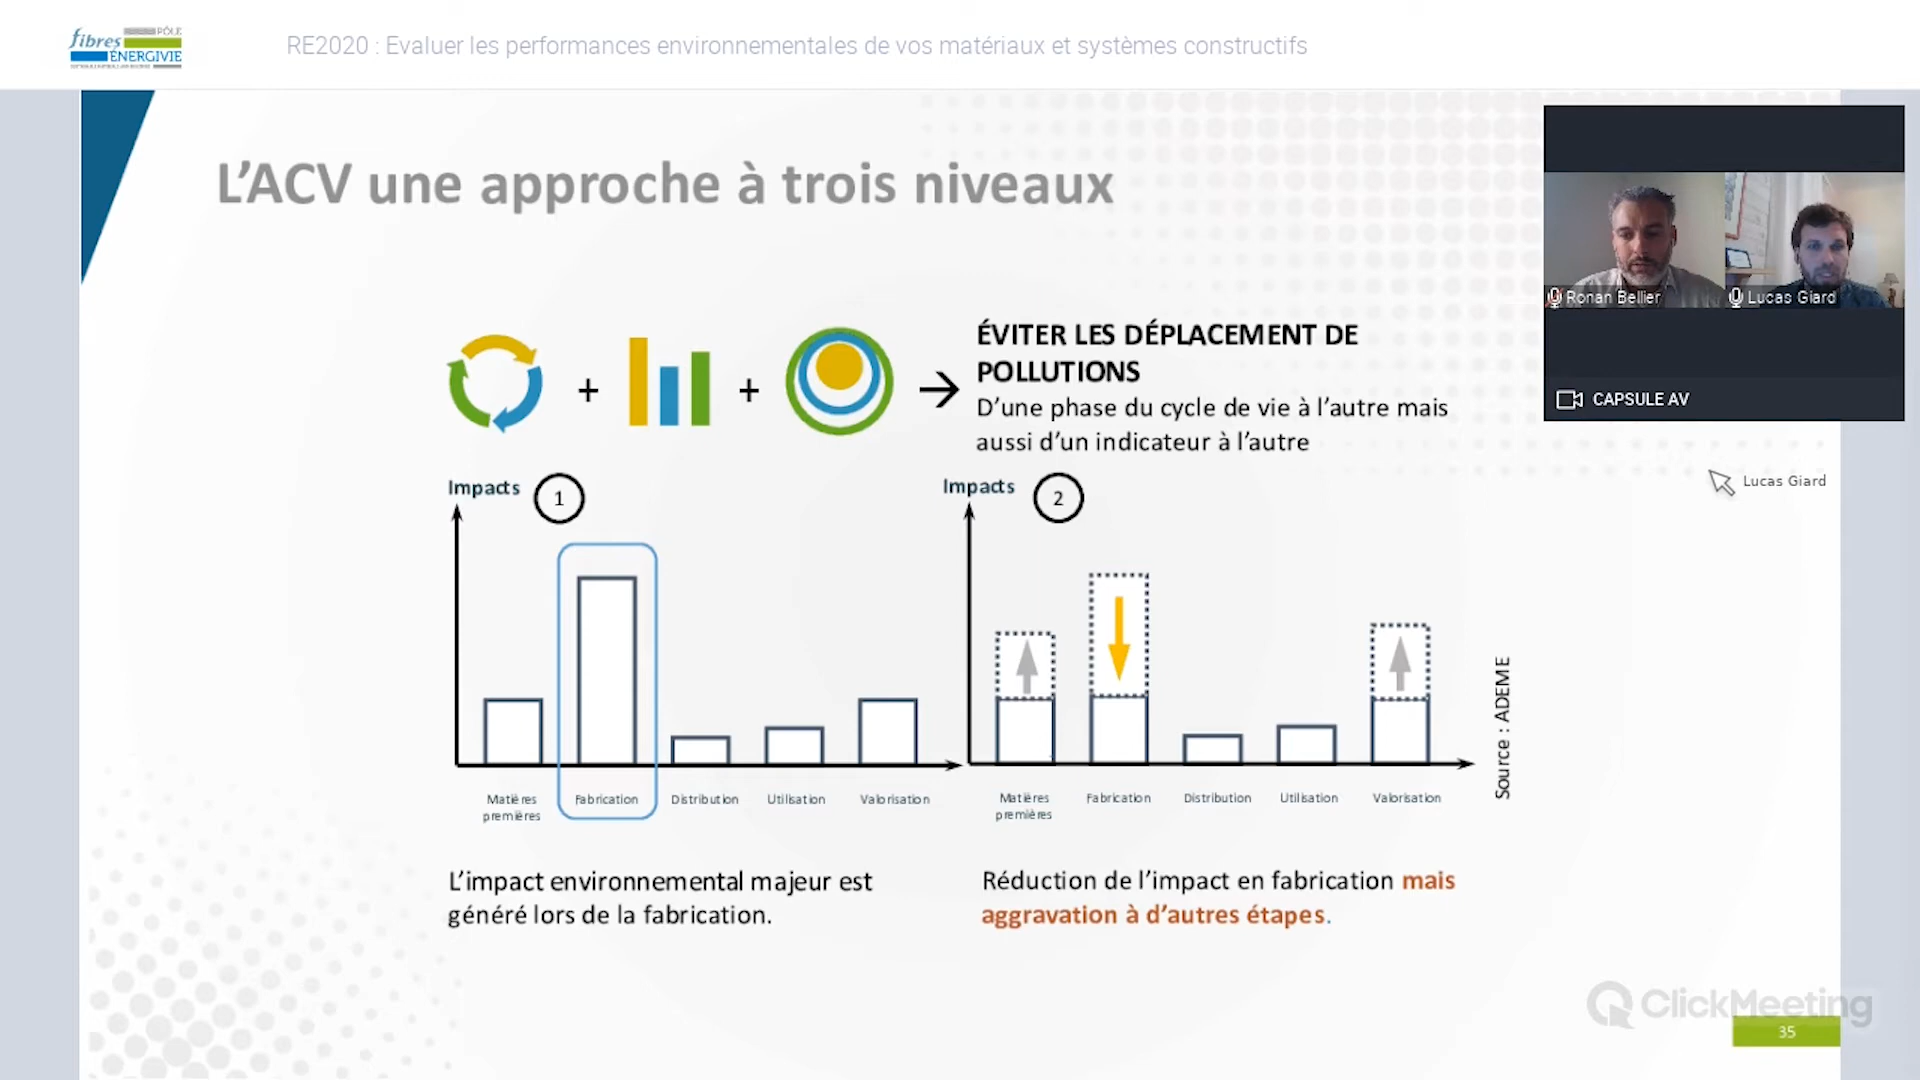 fibres
PÔLE
ÉNERGIVIE
RE2020 : Evaluer les performances environnementales de vos matériaux et systèmes constructifs
L’ACV une approche à trois niveaux
Ronan Bellier
Lucas Giard
CAPSULE AV
+
+
ÉVITER LES DÉPLACEMENT DE
POLLUTIONS
D’une phase du cycle de vie à l’autre mais
aussi d’un indicateur à l’autre
Lucas Giard
Impacts
1
Matières
premières
Fabrication
Distribution
Utilisation
Valorisation
Impacts
2
Matières
premières
Fabrication
Distribution
Utilisation
Valorisation
Source : ADEME
L’impact environnemental majeur est
généré lors de la fabrication.
Réduction de l’impact en fabrication mais
aggravation à d’autres étapes.
ClickMeeting
35